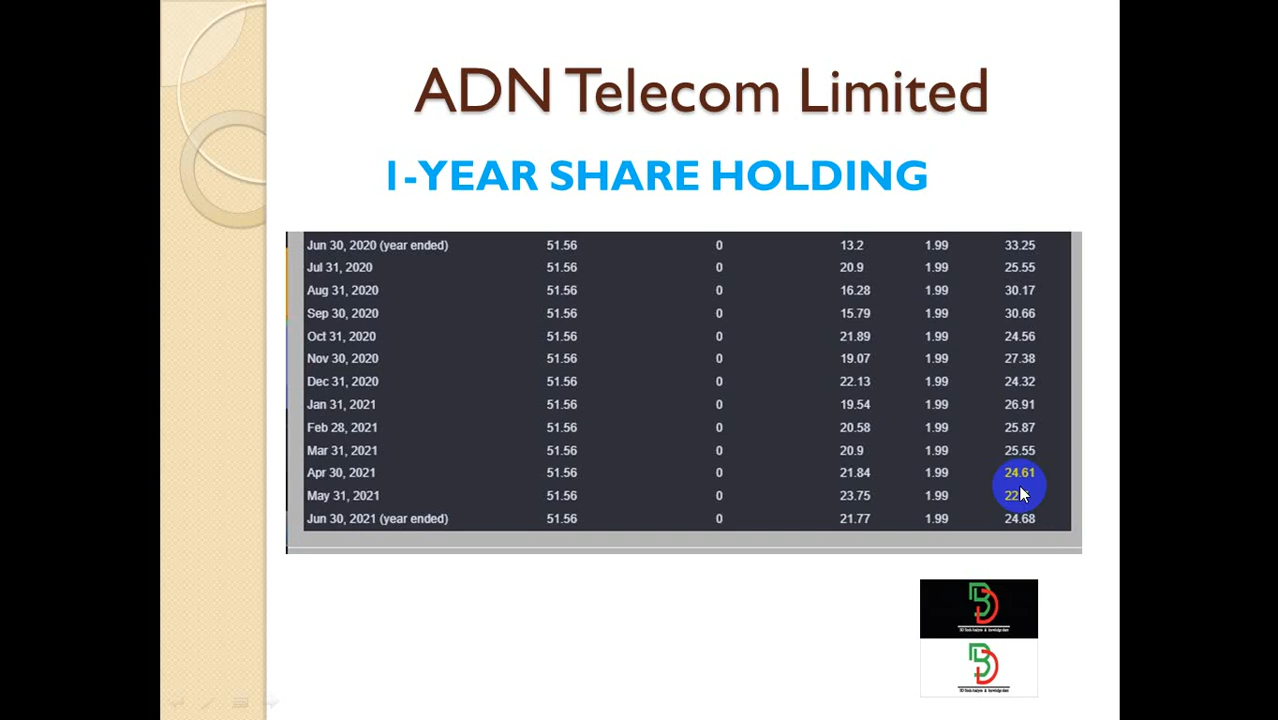 ADN Telecom Limited
1-YEAR SHARE HOLDING
Jun 30, 2020 (year ended) 51.56 0 13.2 1.99 33.25
Jul 31, 2020 51.56 0 20.9 1.99 25.55
Aug 31, 2020 51.56 0 16.28 1.99 30.17
Sep 30, 2020 51.56 0 15.79 1.99 30.66
Oct 31, 2020 51.56 0 21.89 1.99 24.56
Nov 30, 2020 51.56 0 19.07 1.99 27.38
Dec 31, 2020 51.56 0 22.13 1.99 24.32
Jan 31, 2021 51.56 0 19.54 1.99 26.91
Feb 28, 2021 51.56 0 20.58 1.99 25.87
Mar 31, 2021 51.56 0 20.9 1.99 25.55
Apr 30, 2021 51.56 0 21.84 1.99 24.61
May 31, 2021 51.56 0 23.75 1.99
Jun 30, 2021 (year ended) 51.56 0 21.77 1.99 24.68